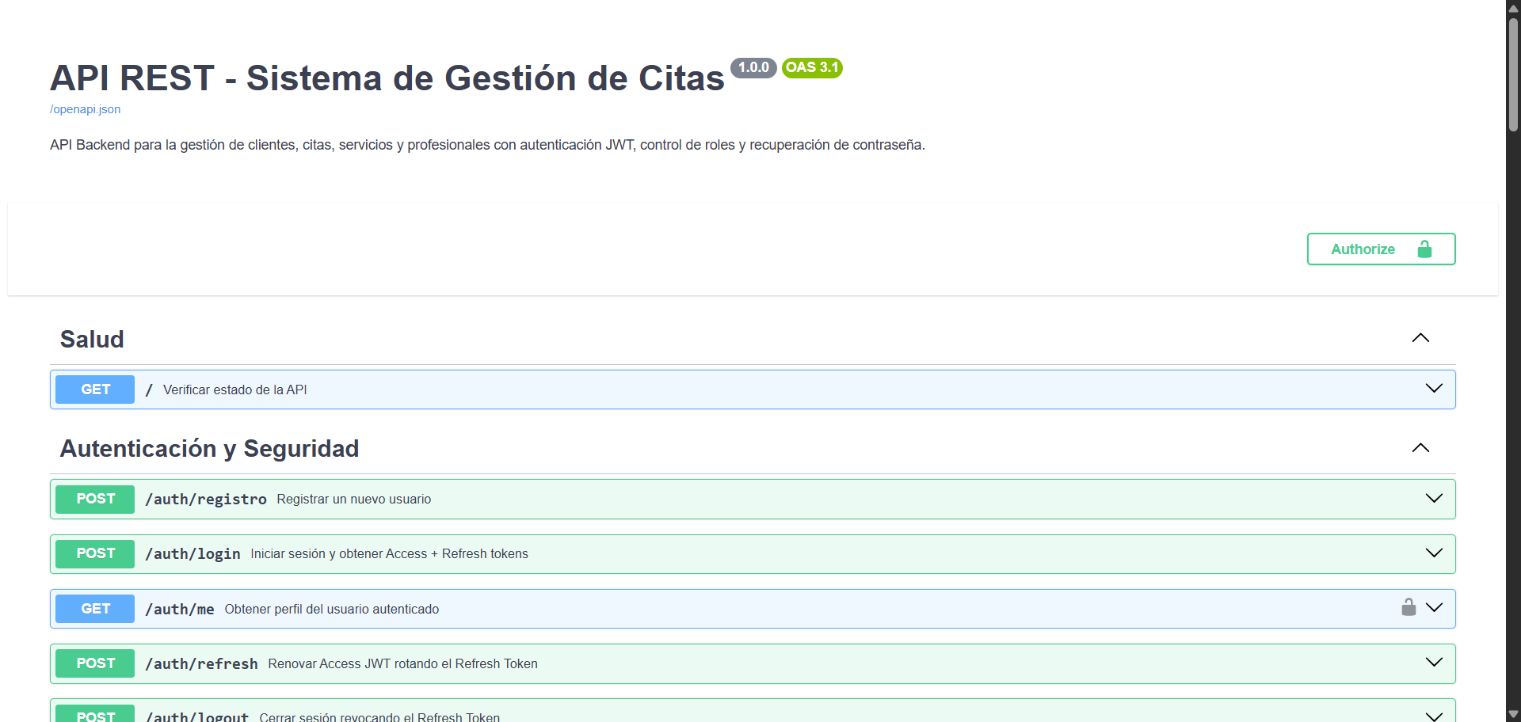 API REST - Sistema de Gestión de Citas 1.0.0 OAS 3.1
/openapi.json
API Backend para la gestión de clientes, citas, servicios y profesionales con autenticación JWT, control de roles y recuperación de contraseña.
Authorize
Salud
GET / Verificar estado de la API
Autenticación y Seguridad
POST /auth/registro Registrar un nuevo usuario
POST /auth/login Iniciar sesión y obtener Access + Refresh tokens
GET /auth/me Obtener perfil del usuario autenticado
POST /auth/refresh Renovar Access JWT rotando el Refresh Token
POST /auth/logout Cerrar sesión revocando el Refresh Token